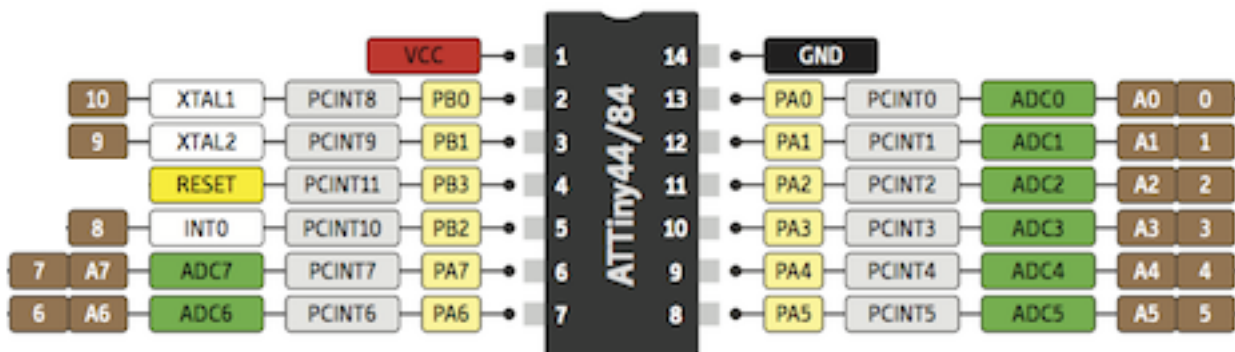 VCC 1 14 GND
10 XTAL1 PCINT8 PB0 2 13 PA0 PCINT0 ADC0 A0 0
9 XTAL2 PCINT9 PB1 3 12 PA1 PCINT1 ADC1 A1 1
RESET PCINT11 PB3 4 11 PA2 PCINT2 ADC2 A2 2
8 INT0 PCINT10 PB2 5 10 PA3 PCINT3 ADC3 A3 3
7 A7 ADC7 PCINT7 PA7 6 9 PA4 PCINT4 ADC4 A4 4
6 A6 ADC6 PCINT6 PA6 7 8 PA5 PCINT5 ADC5 A5 5
ATTiny44/84